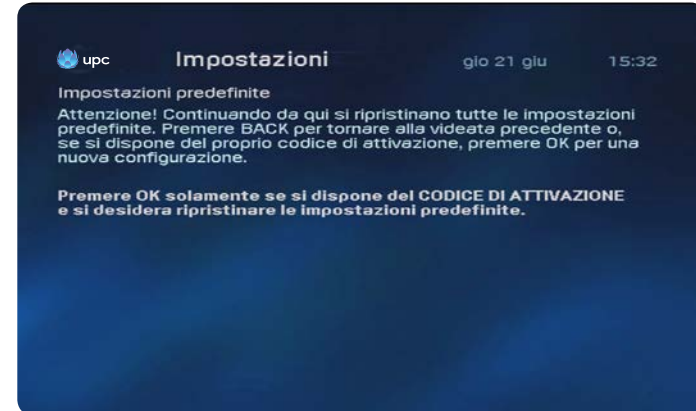 upc Impostazioni gio 21 giu 15:32
Impostazioni predefinite
Attenzione! Continuando da qui si ripristinano tutte le impostazioni
predefinite. Premere BACK per tornare alla videata precedente o,
se si dispone del proprio codice di attivazione, premere OK per una
nuova configurazione.
Premere OK solamente se si dispone del CODICE DI ATTIVAZIONE
e si desidera ripristinare le impostazioni predefinite.